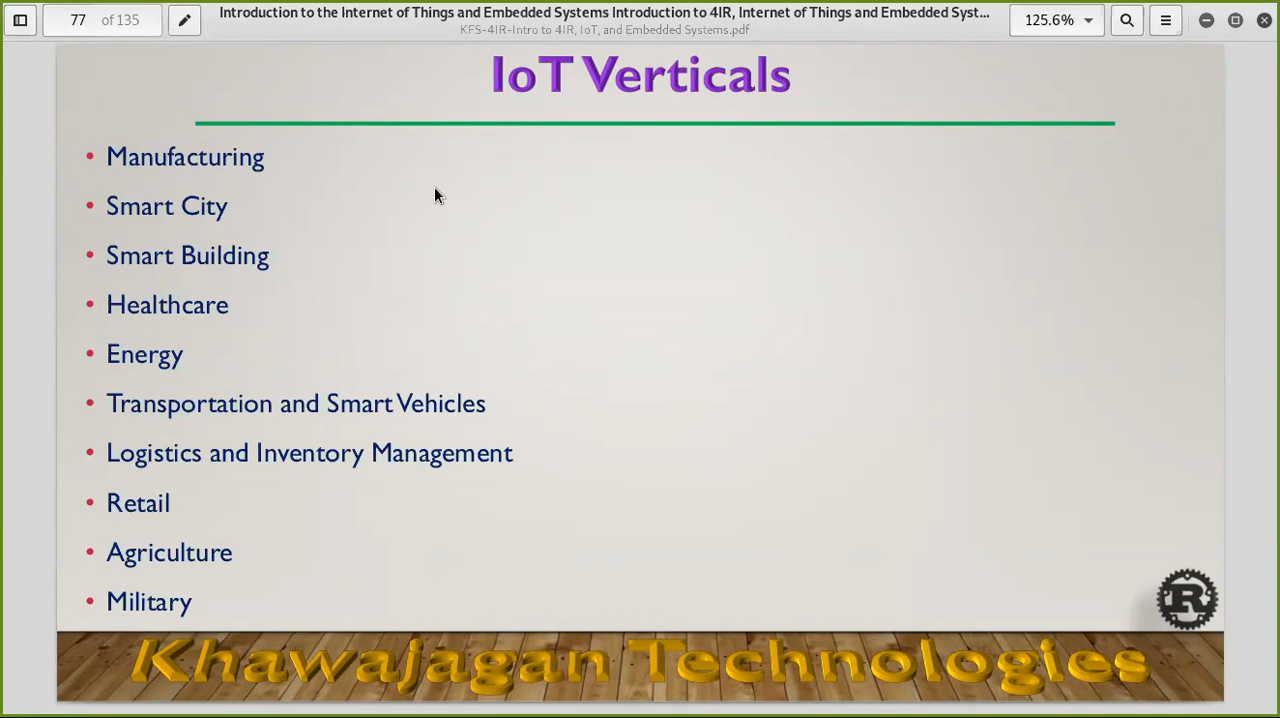 77 of 135
Introduction to the Internet of Things and Embedded Systems Introduction to 4IR, Internet of Things and Embedded Syst...
KFS-4IR-Intro to 4IR, IoT, and Embedded Systems.pdf
125.6%
IoT Verticals
• Manufacturing
• Smart City
• Smart Building
• Healthcare
• Energy
• Transportation and Smart Vehicles
• Logistics and Inventory Management
• Retail
• Agriculture
• Military
R
Khawajagan Technologies